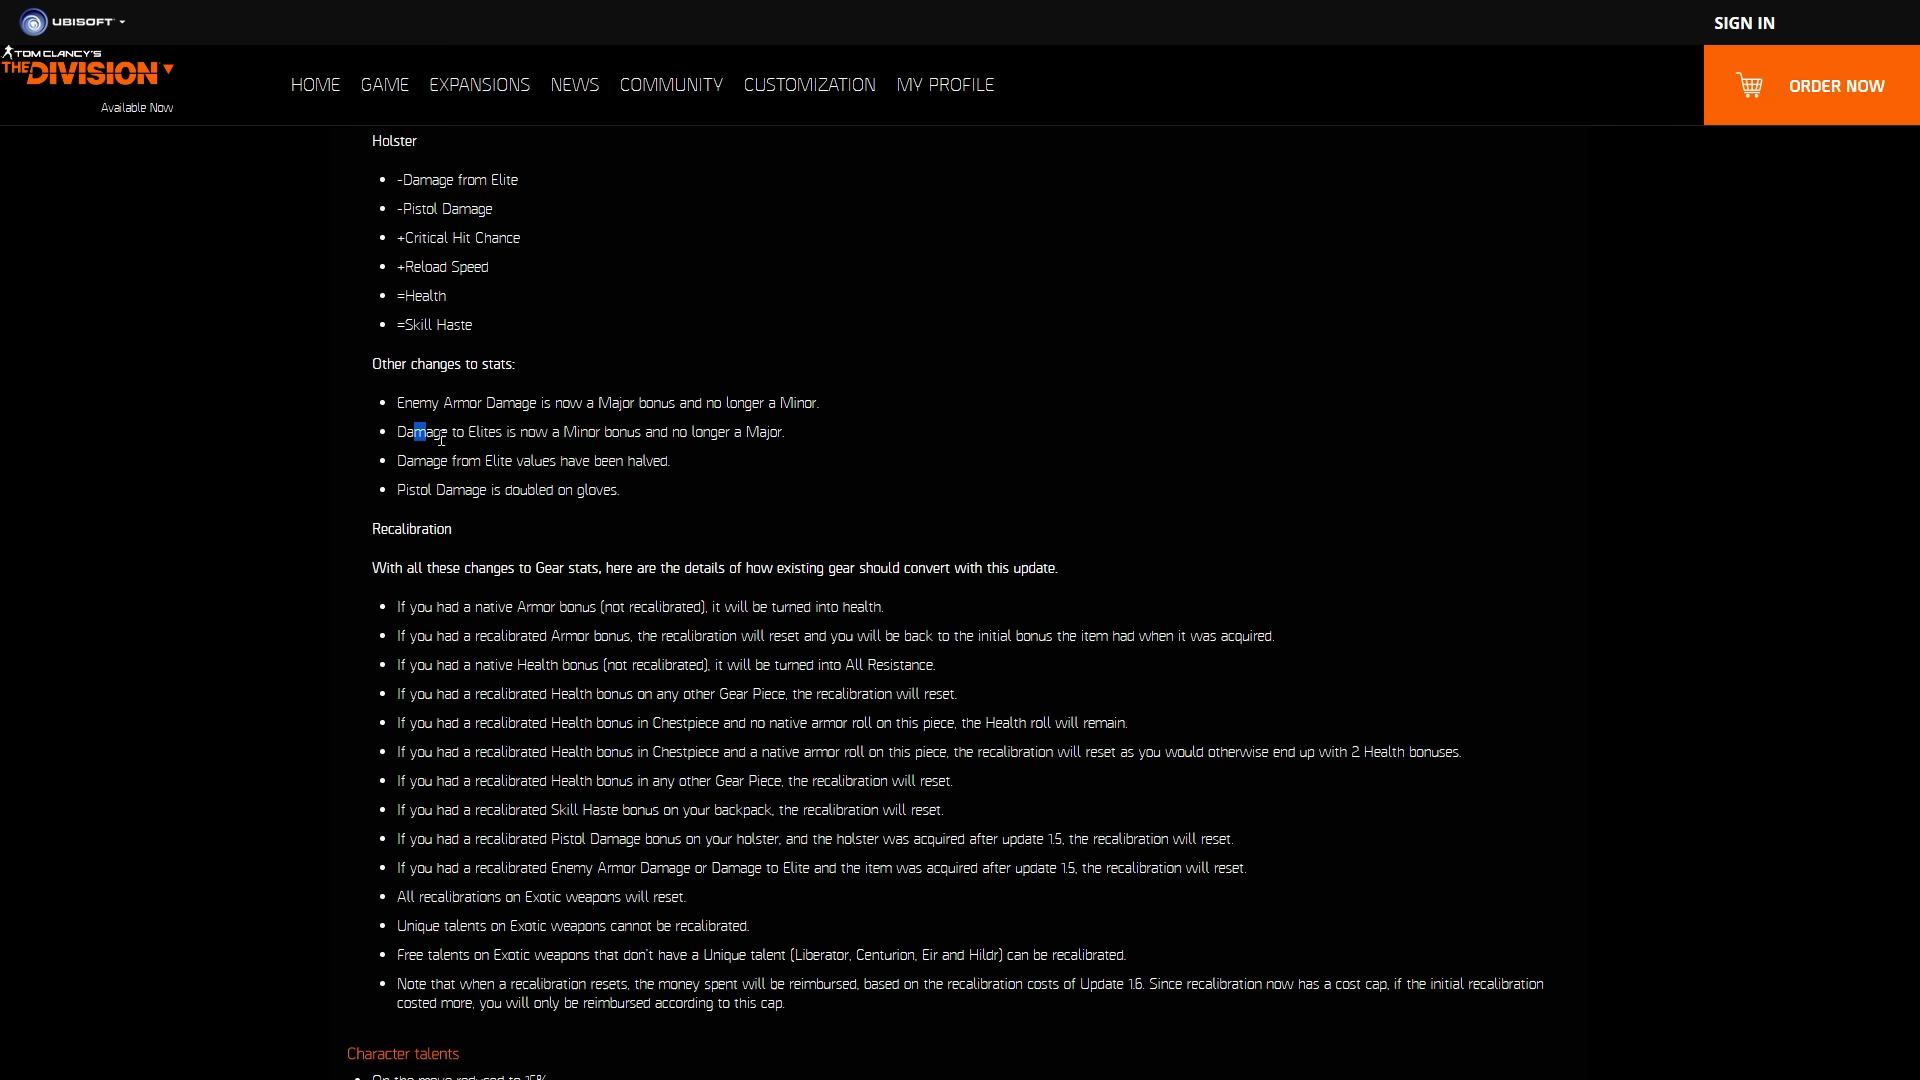 UBISOFT
SIGN IN
TOM CLANCY'S
THE DIVISION
Available Now
HOME GAME EXPANSIONS NEWS COMMUNITY CUSTOMIZATION MY PROFILE
ORDER NOW
Holster
-Damage from Elite
-Pistol Damage
+Critical Hit Chance
+Reload Speed
=Health
=Skill Haste
Other changes to stats:
Enemy Armor Damage is now a Major bonus and no longer a Minor.
Damage to Elites is now a Minor bonus and no longer a Major.
Damage from Elite values have been halved.
Pistol Damage is doubled on gloves.
Recalibration
With all these changes to Gear stats, here are the details of how existing gear should convert with this update.
If you had a native Armor bonus (not recalibrated), it will be turned into health.
If you had a recalibrated Armor bonus, the recalibration will reset and you will be back to the initial bonus the item had when it was acquired.
If you had a native Health bonus (not recalibrated), it will be turned into All Resistance.
If you had a recalibrated Health bonus on any other Gear Piece, the recalibration will reset.
If you had a recalibrated Health bonus in Chestpiece and no native armor roll on this piece, the Health roll will remain.
If you had a recalibrated Health bonus in Chestpiece and a native armor roll on this piece, the recalibration will reset as you would otherwise end up with 2 Health bonuses.
If you had a recalibrated Health bonus in any other Gear Piece, the recalibration will reset.
If you had a recalibrated Skill Haste bonus on your backpack, the recalibration will reset.
If you had a recalibrated Pistol Damage bonus on your holster, and the holster was acquired after update 1.5, the recalibration will reset.
If you had a recalibrated Enemy Armor Damage or Damage to Elite and the item was acquired after update 1.5, the recalibration will reset.
All recalibrations on Exotic weapons will reset.
Unique talents on Exotic weapons cannot be recalibrated.
Free talents on Exotic weapons that don't have a Unique talent (Liberator, Centurion, Eir and Hildr) can be recalibrated.
Note that when a recalibration resets, the money spent will be reimbursed, based on the recalibration costs of Update 1.6. Since recalibration now has a cost cap, if the initial recalibration
costed more, you will only be reimbursed according to this cap.
Character talents
On the move reduced to 15%